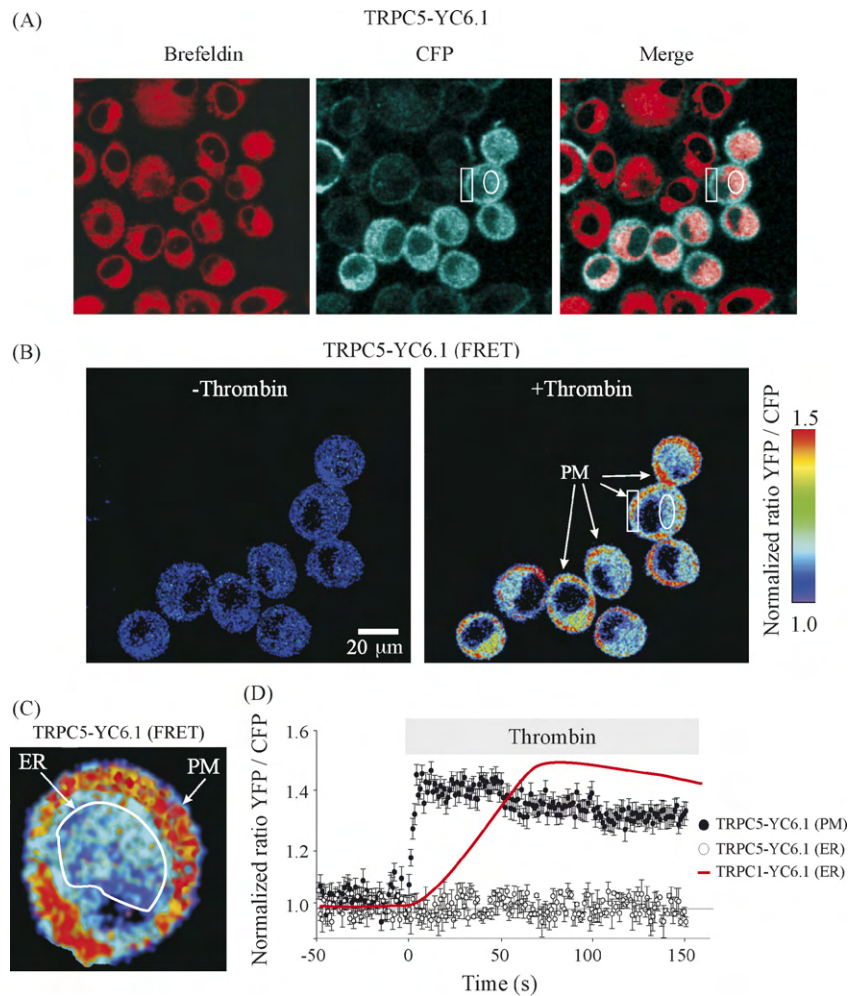 (A)
TRPC5-YC6.1
Brefeldin
CFP
Merge
(B)
TRPC5-YC6.1 (FRET)
-Thrombin
+Thrombin
PM
20 µm
1.5
Normalized ratio YFP / CFP
1.0
(C)
TRPC5-YC6.1 (FRET)
ER
PM
(D)
Normalized ratio YFP / CFP
1.6
1.4
1.2
1.0
Thrombin
-50
0
50
100
150
Time (s)
TRPC5-YC6.1 (PM)
TRPC5-YC6.1 (ER)
TRPC1-YC6.1 (ER)